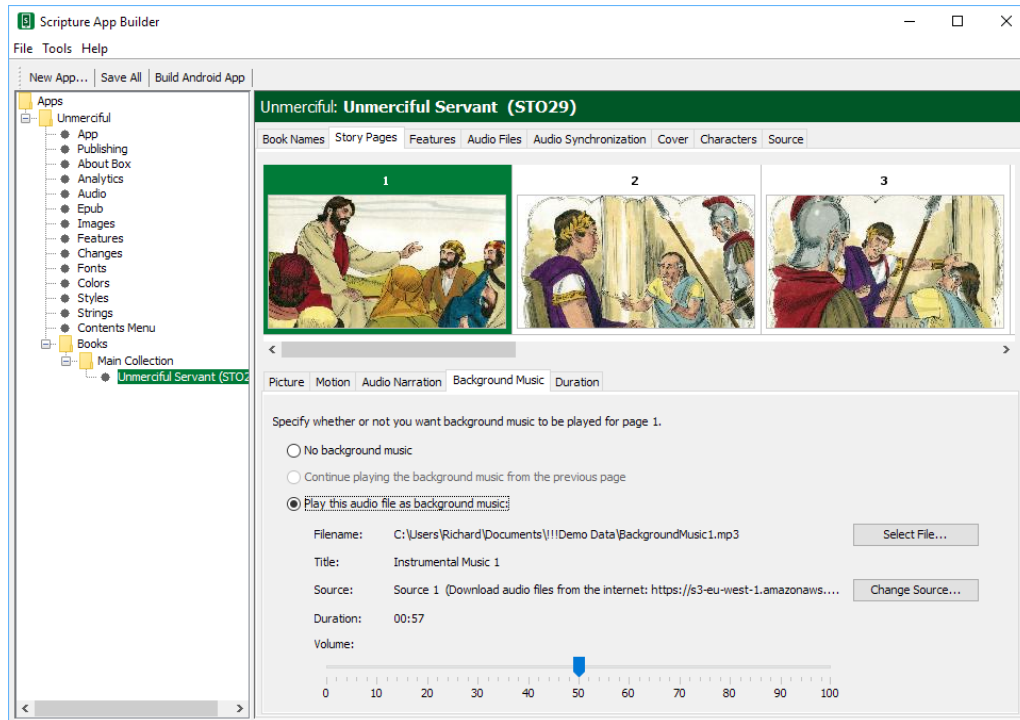 Scripture App Builder
File Tools Help
New App... Save All Build Android App
Apps
Unmerciful
App
Publishing
About Box
Analytics
Audio
Epub
Images
Features
Changes
Fonts
Colors
Styles
Strings
Contents Menu
Books
Main Collection
Unmerciful Servant (STO2
Unmerciful: Unmerciful Servant (STO29)
Book Names Story Pages Features Audio Files Audio Synchronization Cover Characters Source
1 2 3
Picture Motion Audio Narration Background Music Duration
Specify whether or not you want background music to be played for page 1.
No background music
Continue playing the background music from the previous page
Play this audio file as background music:
Filename: C:\Users\Richard\Documents\!!!Demo Data\BackgroundMusic1.mp3 Select File...
Title: Instrumental Music 1
Source: Source 1 (Download audio files from the internet: https://s3-eu-west-1.amazonaws.... Change Source...
Duration: 00:57
Volume:
0 10 20 30 40 50 60 70 80 90 100